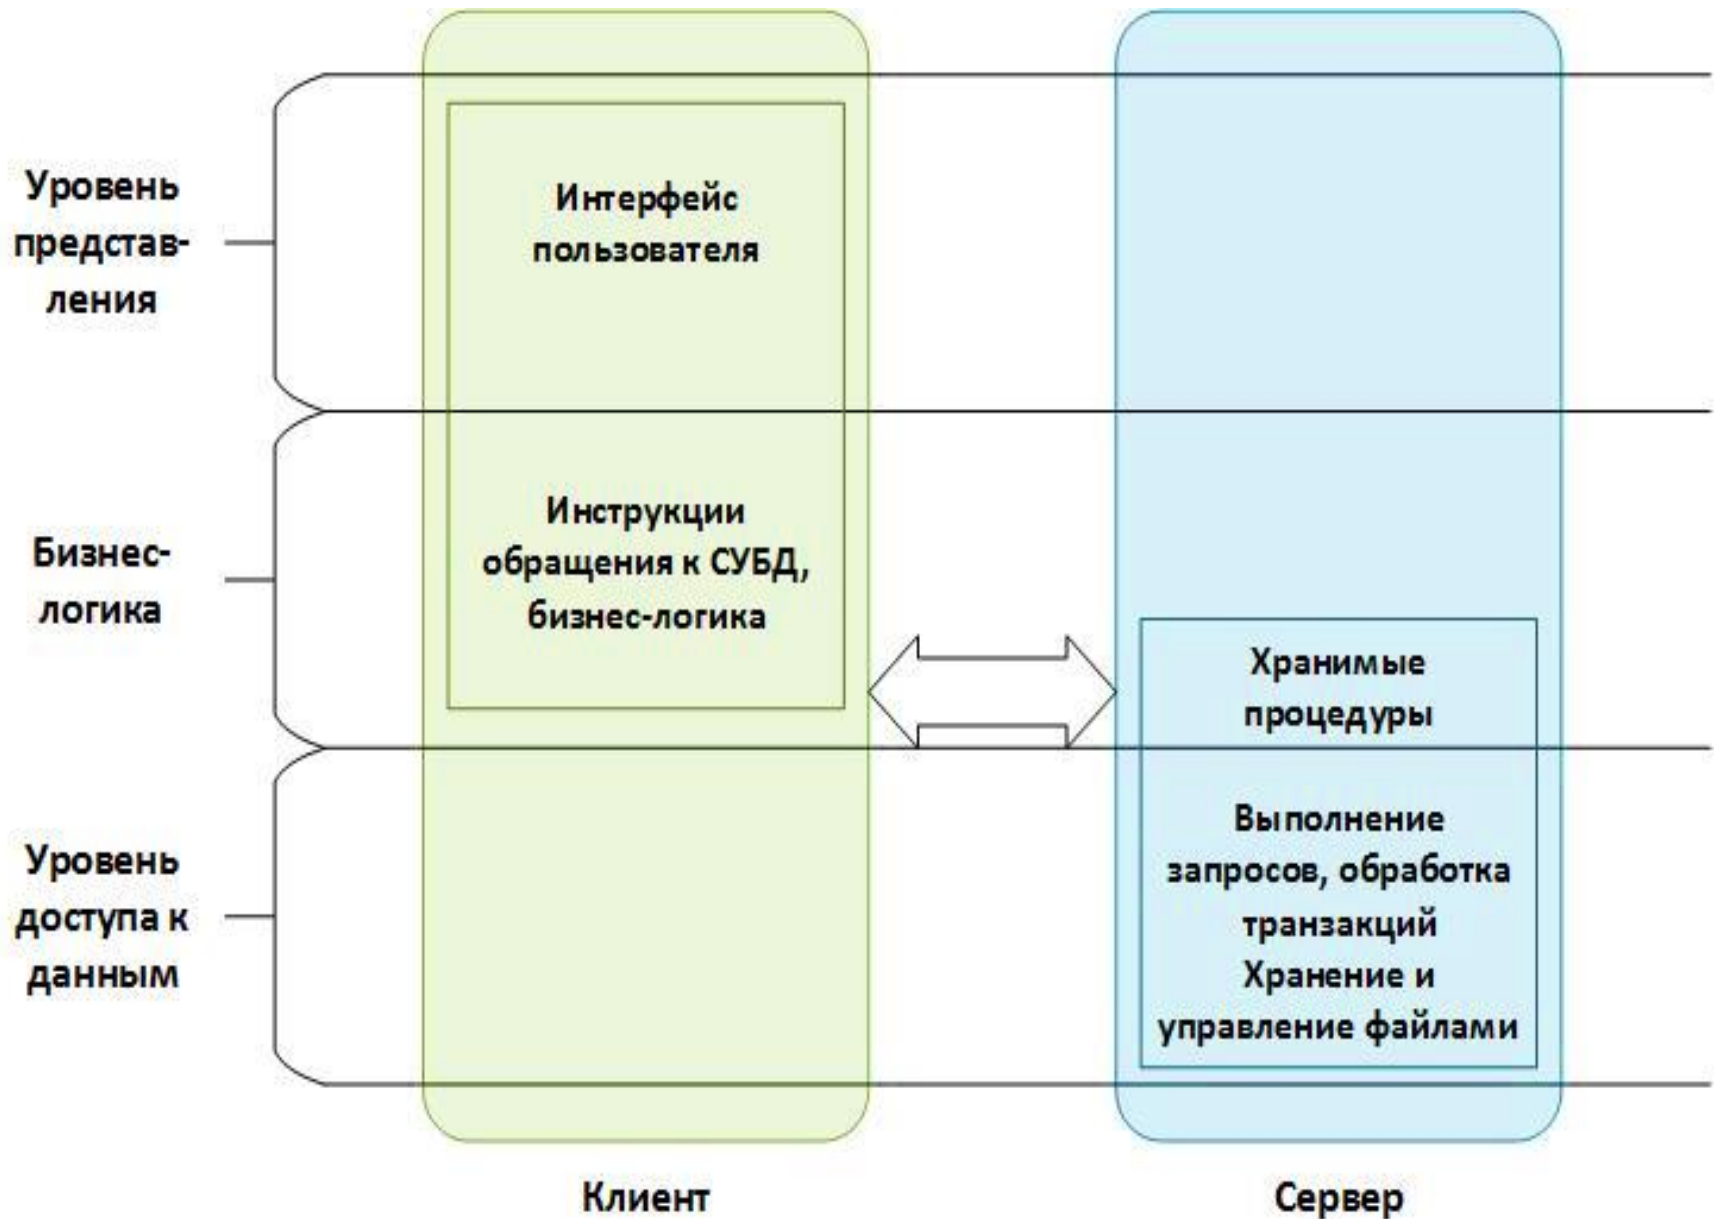 Уровень
представ-
ления
Интерфейс
пользователя
Бизнес-
логика
Инструкции
обращения к СУБД,
бизнес-логика
Хранимые
процедуры
Уровень
доступа к
данным
Выполнение
запросов, обработка
транзакций
Хранение и
управление файлами
Клиент
Сервер